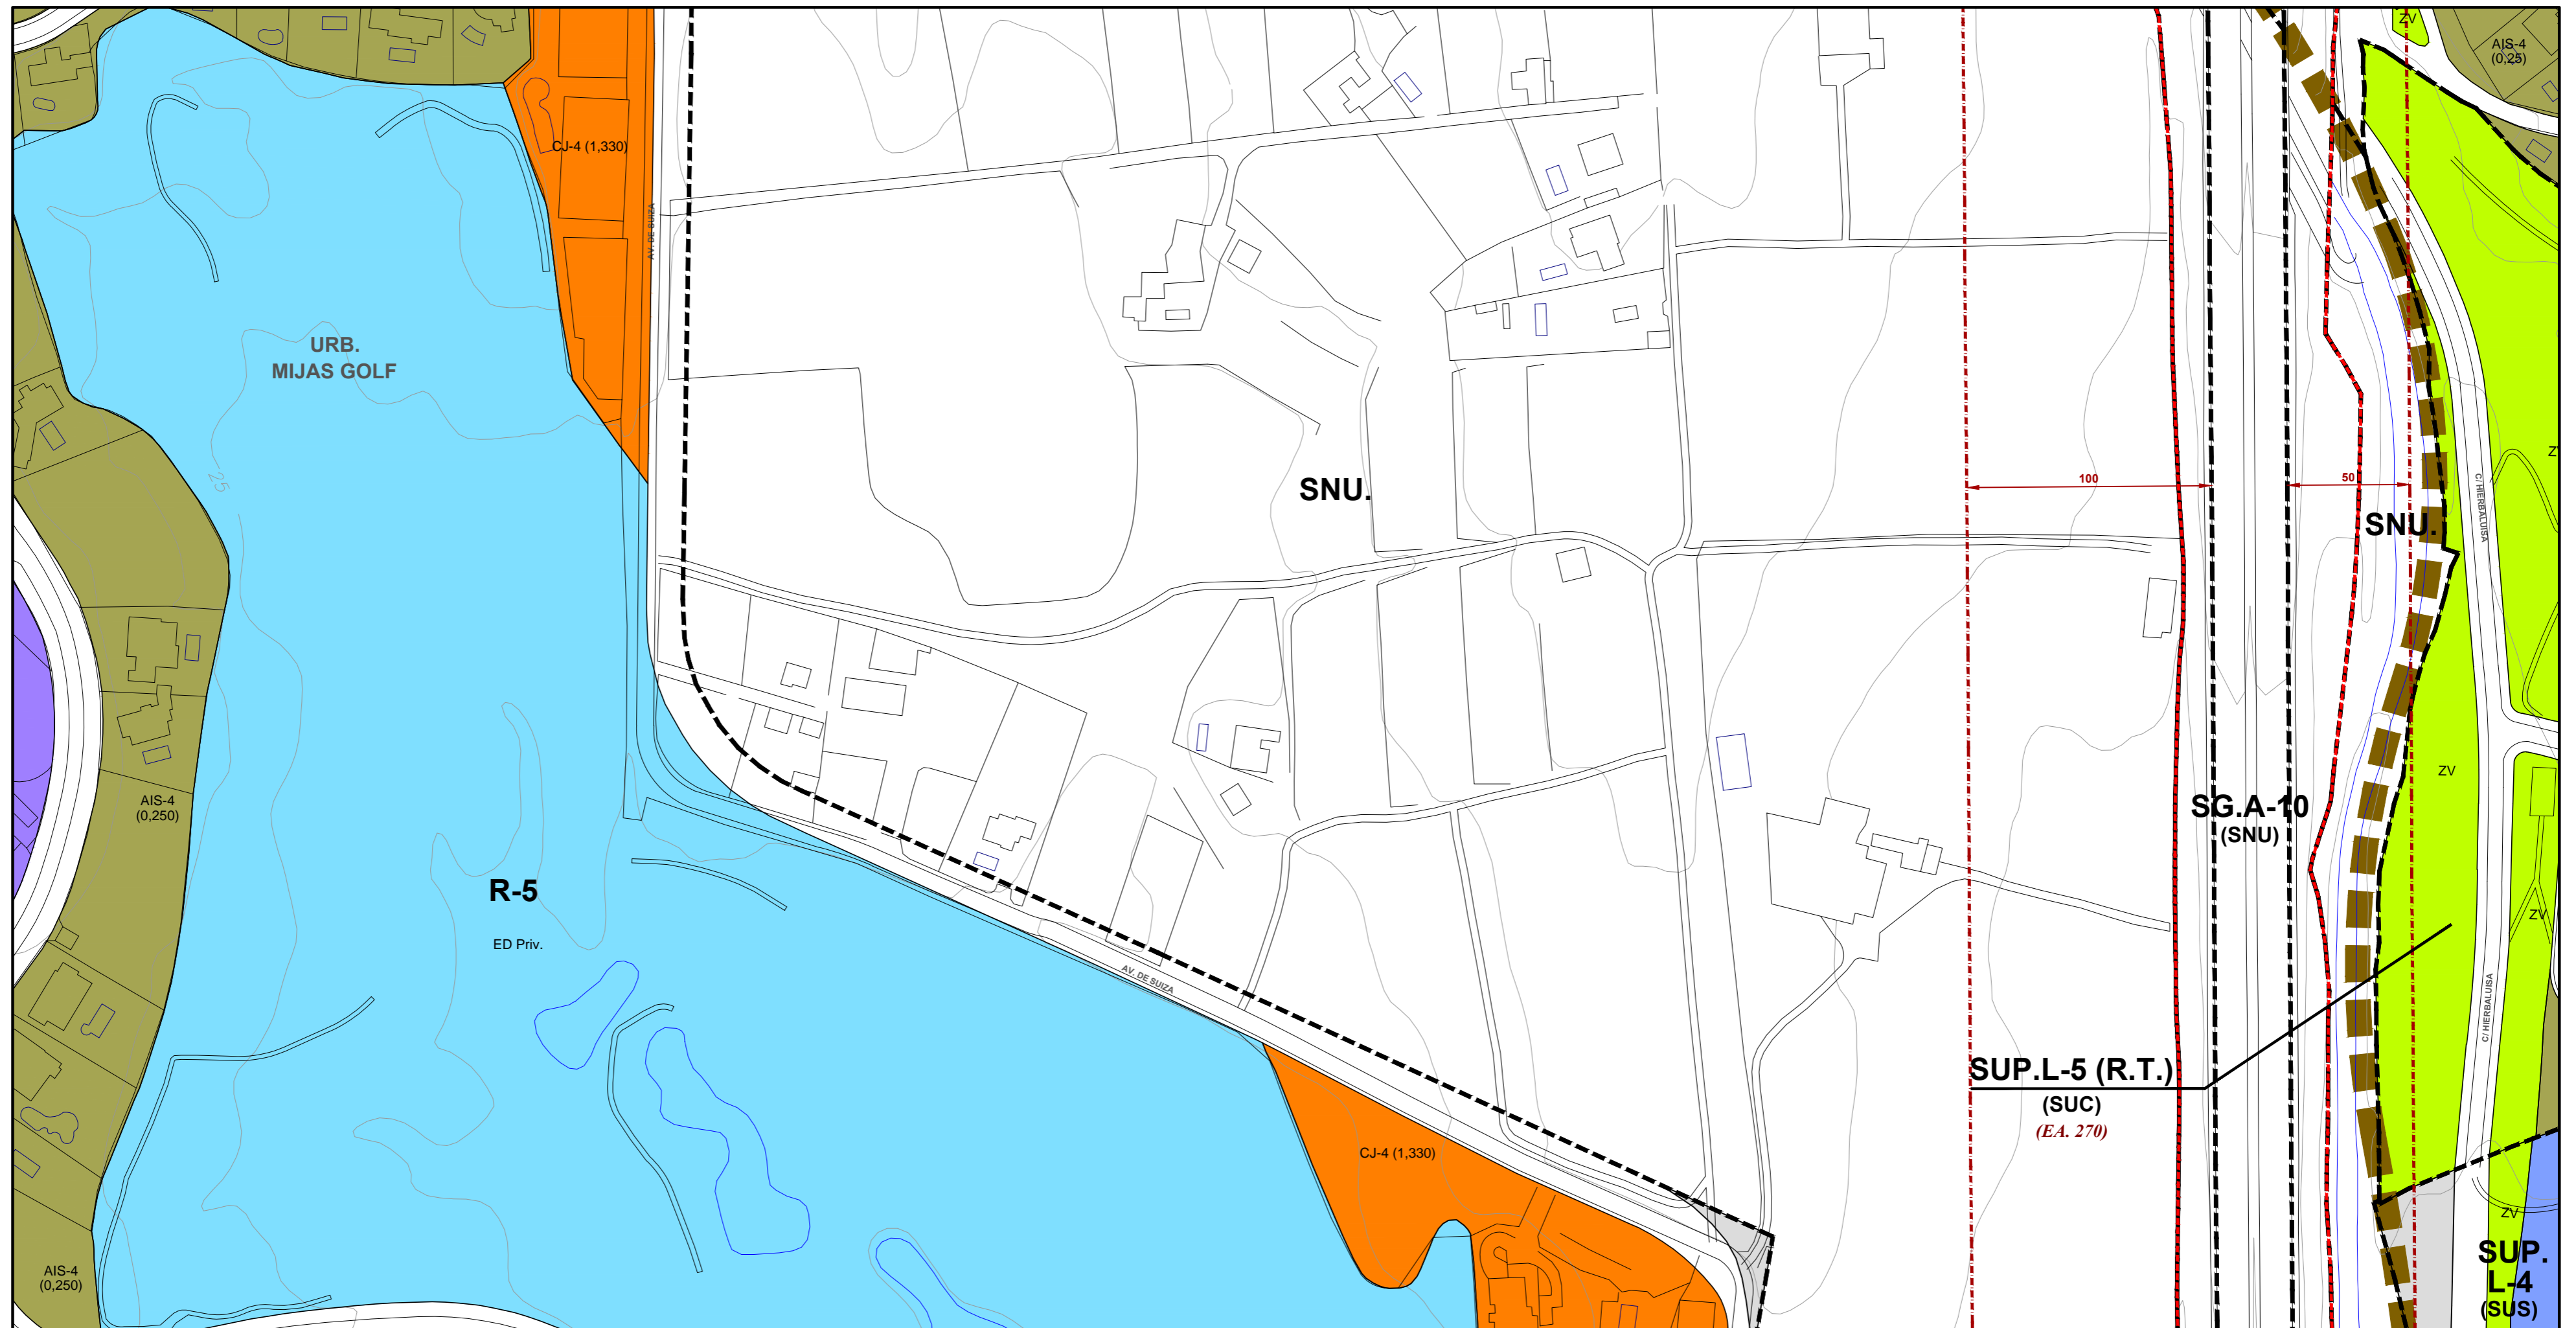 ZV
AIS-4
(0,25)
CJ-4 (1,330)
AV. DE SUIZA
URB.
MIJAS GOLF
25
SNU.
100
50
C/ HIERBALUISA
SNU.
ZV
AIS-4
(0,250)
SG.A-10
(SNU)
R-5
ED Priv.
ZV
AV. DE SUIZA
C/ HIERBALUISA
SUP.L-5 (R.T.)
(SUC)
(EA. 270)
CJ-4 (1,330)
ZV
AIS-4
(0,250)
SUP.
L-4
(SUS)